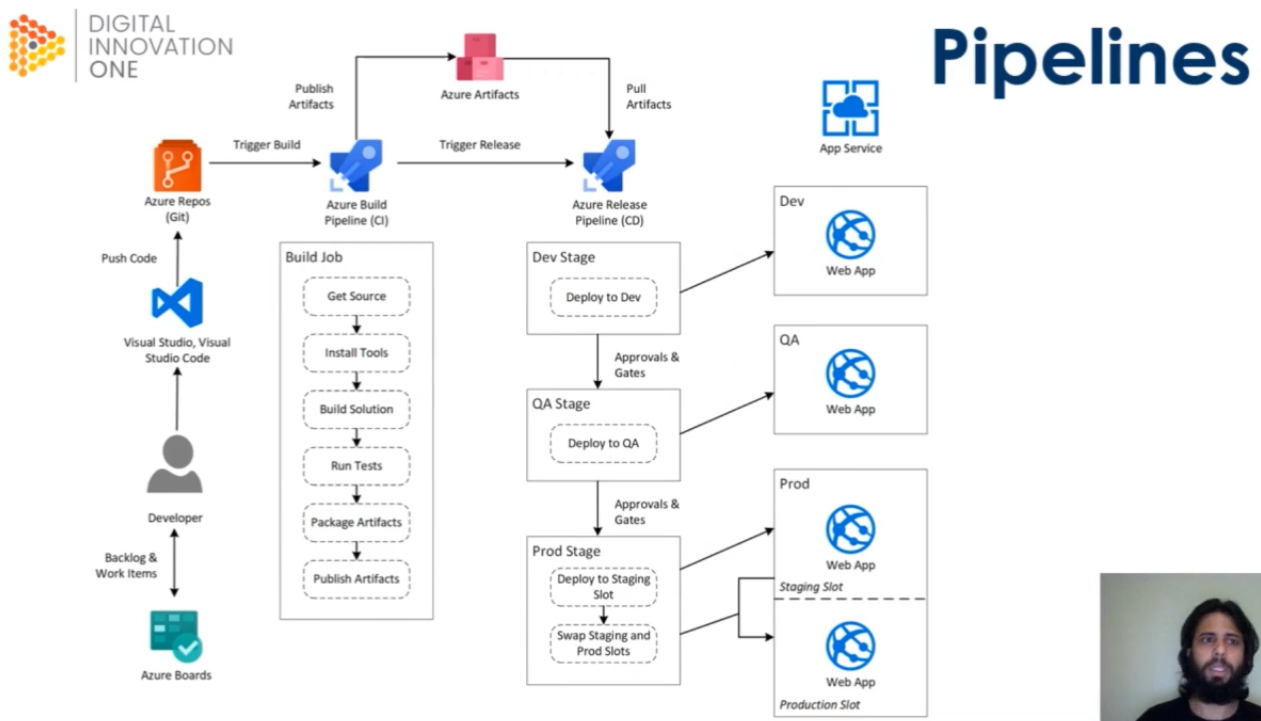 DIGITAL
INNOVATION
ONE
Pipelines
Azure Artifacts
Publish
Artifacts
Pull
Artifacts
App Service
Trigger Build
Trigger Release
Azure Repos
(Git)
Azure Build
Pipeline (CI)
Azure Release
Pipeline (CD)
Push Code
Visual Studio, Visual
Studio Code
Developer
Backlog &
Work Items
Azure Boards
Build Job
Get Source
Install Tools
Build Solution
Run Tests
Package Artifacts
Publish Artifacts
Dev Stage
Deploy to Dev
Approvals &
Gates
QA Stage
Deploy to QA
Approvals &
Gates
Prod Stage
Deploy to Staging
Slot
Swap Staging and
Prod Slots
Dev
Web App
QA
Web App
Prod
Web App
Staging Slot
Web App
Production Slot